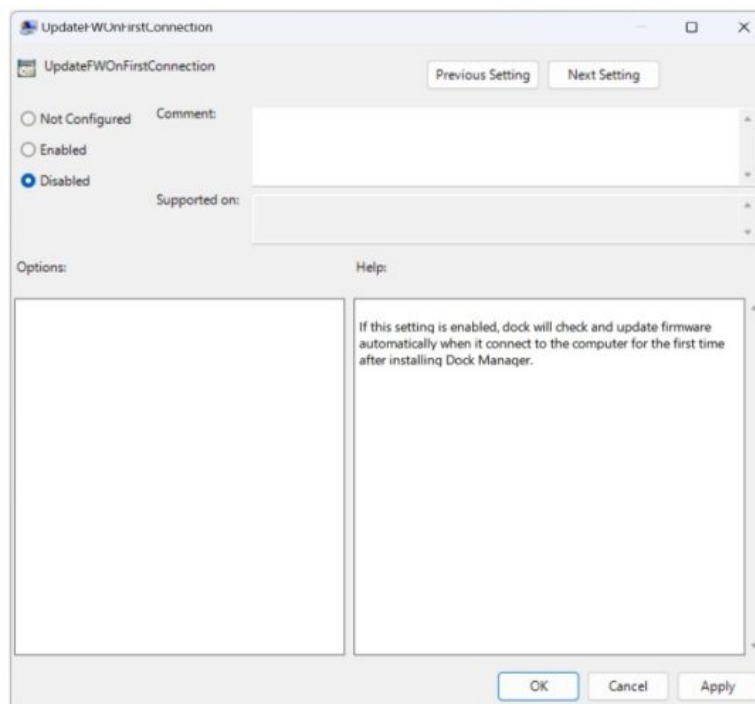 UpdateFWOnFirstConnection
UpdateFWOnFirstConnection
Previous Setting
Next Setting
Not Configured
Comment:
Enabled
Disabled
Supported on:
Options:
Help:
If this setting is enabled, dock will check and update firmware
automatically when it connect to the computer for the first time
after installing Dock Manager.
OK
Cancel
Apply